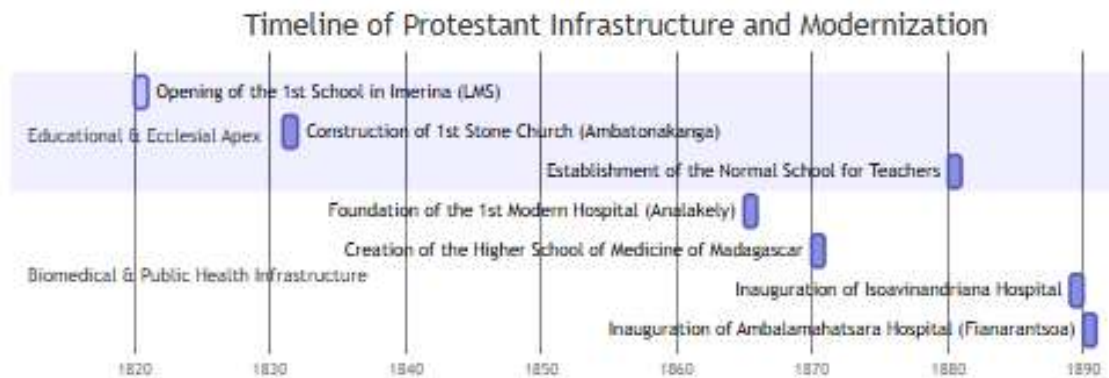 Timeline of Protestant Infrastructure and Modernization
Opening of the 1st School in Imerina (LMS)
Educational & Ecclesial Apex
Construction of 1st Stone Church (Ambatonakanga)
Establishment of the Normal School for Teachers
Foundation of the 1st Modern Hospital (Analakely)
Creation of the Higher School of Medicine of Madagascar
Biomedical & Public Health Infrastructure
Inauguration of Isoavinandriana Hospital
Inauguration of Ambalamahatsara Hospital (Fianarantsoa)
1820 1830 1840 1850 1860 1870 1880 1890